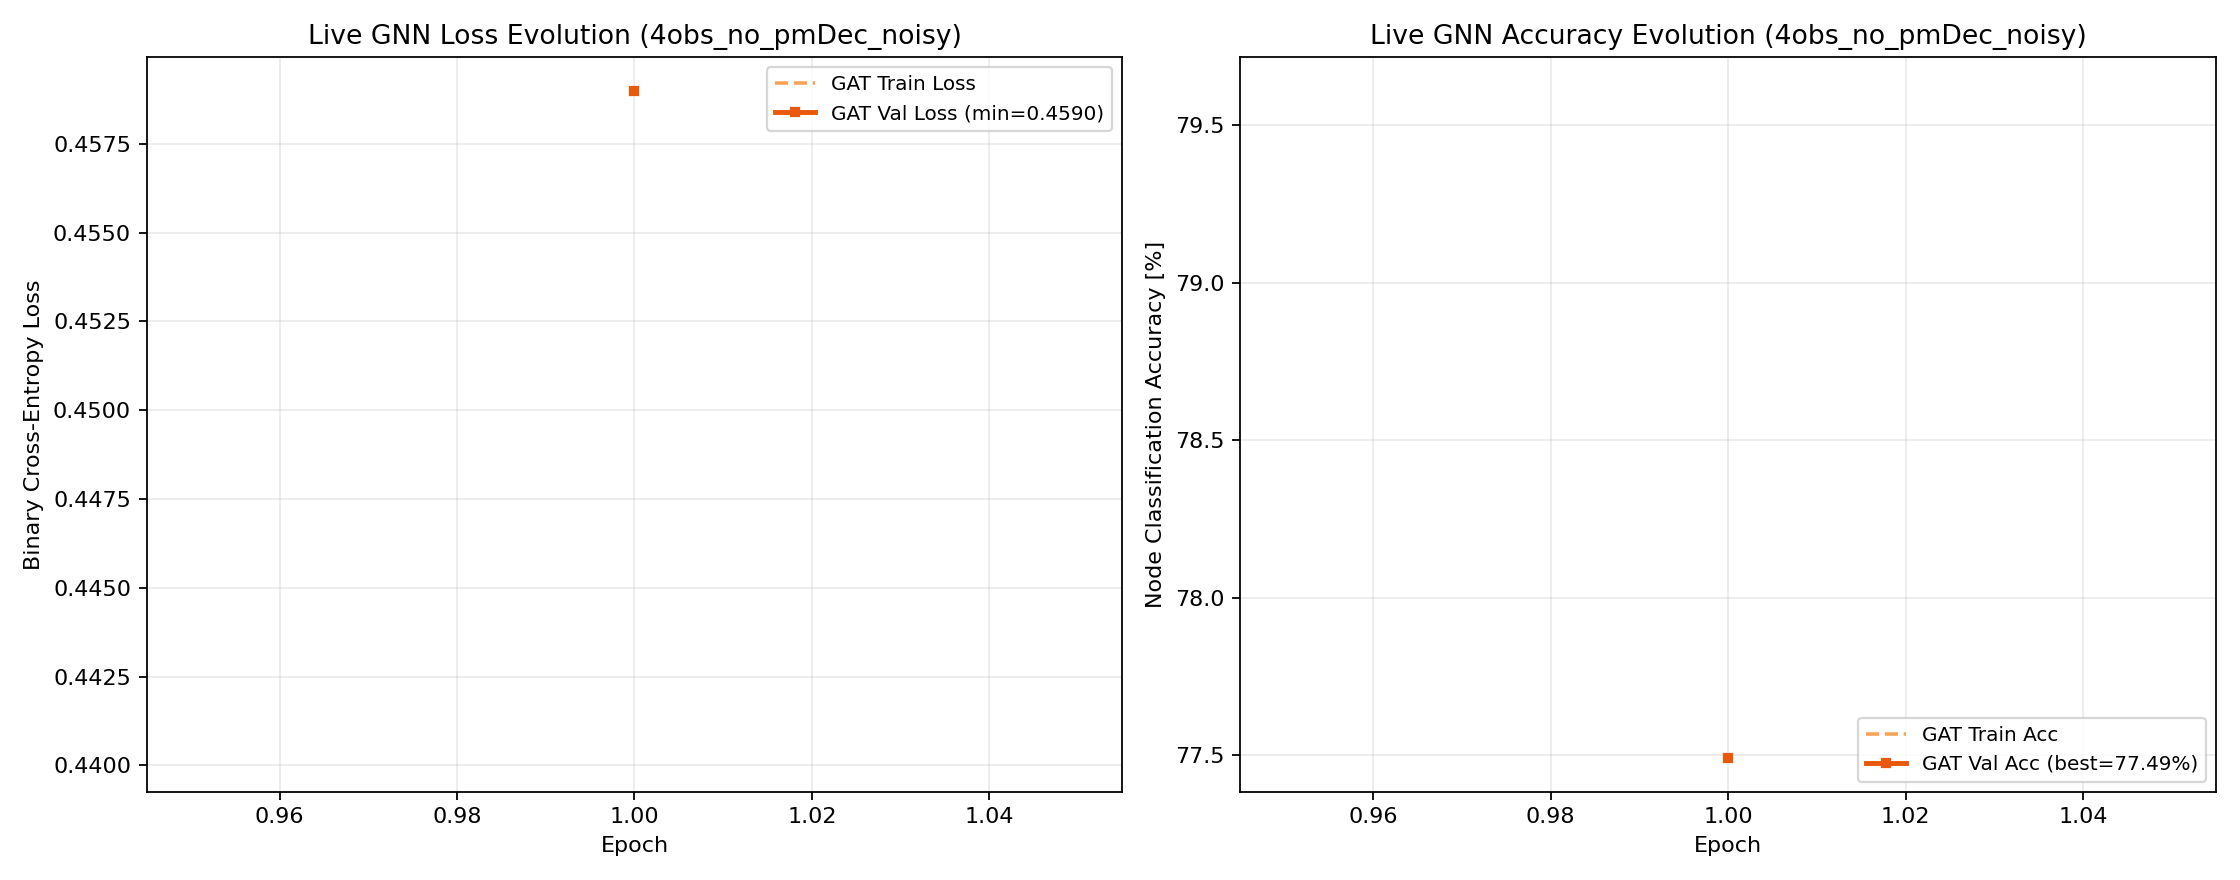 Live GNN Loss Evolution (4obs_no_pmDec_noisy)
GAT Train Loss
GAT Val Loss (min=0.4590)
Binary Cross-Entropy Loss
0.4575
0.4550
0.4525
0.4500
0.4475
0.4450
0.4425
0.4400
0.96 0.98 1.00 1.02 1.04
Epoch
Live GNN Accuracy Evolution (4obs_no_pmDec_noisy)
Node Classification Accuracy [%]
79.5
79.0
78.5
78.0
77.5
GAT Train Acc
GAT Val Acc (best=77.49%)
0.96 0.98 1.00 1.02 1.04
Epoch